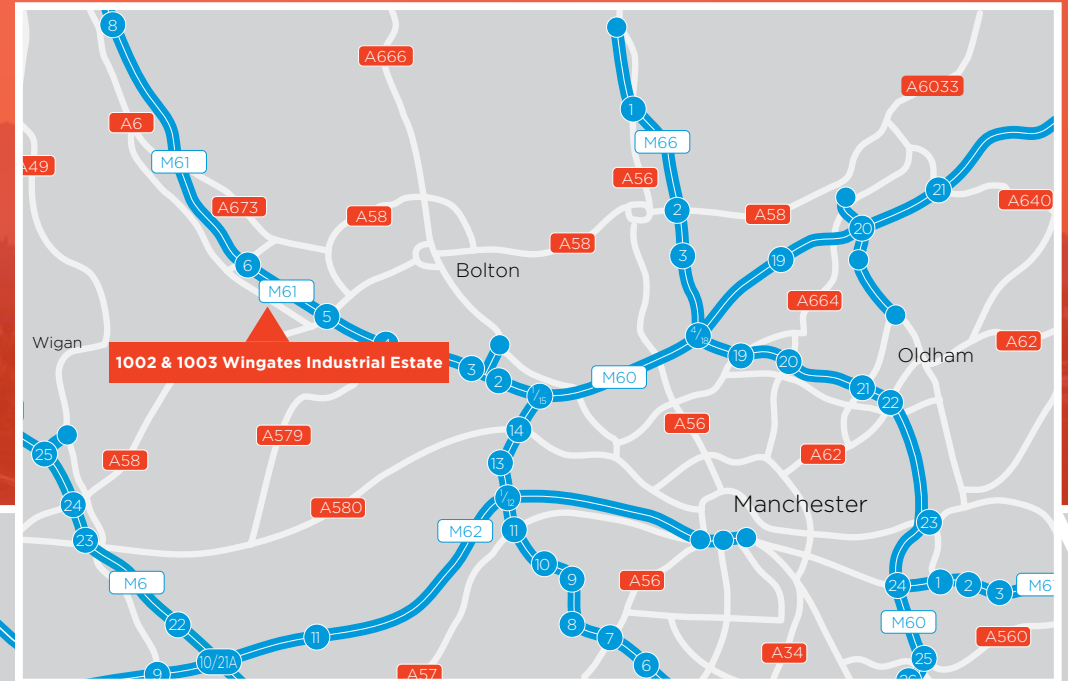 8
A666
A6033
A6
1
M66
M61
A49
A56
21
A673
A58
2
A58
A640
20
A58
3
6
19
Bolton
M61
A664
5
4/18
Wigan
19
20
A62
Oldham
1002 & 1003 Wingates Industrial Estate
3
2
M60
21
22
1/15
14
A56
A579
25
A58
13
A62
24
A580
1/12
Manchester
M62
11
23
23
10
M6
9
A56
24
1
2
3
M60
22
8
11
7
A560
A34
10/21A
6
25
9
A57
26